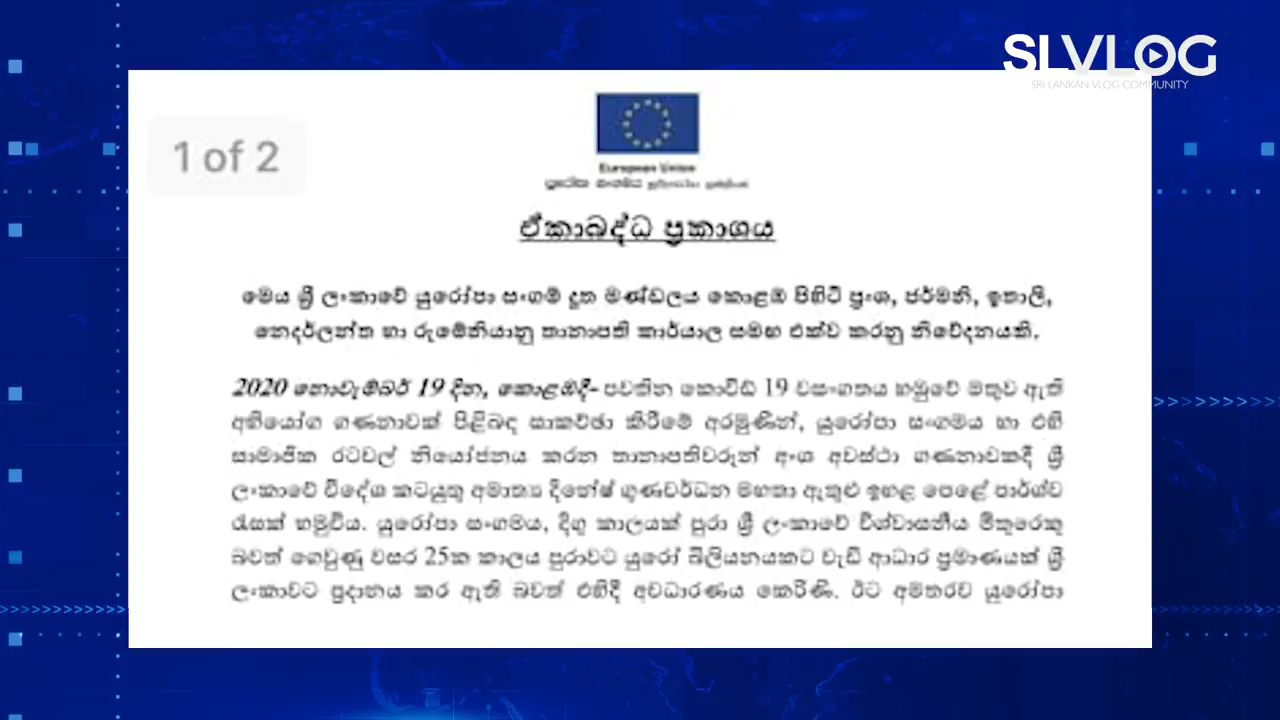 SLVLOG
SRI LANKAN VLOG COMMUNITY
1 of 2
European Union
ඒකාබද්ධ ප්‍රකාශය
මෙය ශ්‍රී ලංකාවේ යුරෝපා සංගම් දූත මණ්ඩලය කොළඹ පිහිටි ප්‍රංශ, ජර්මනි, ඉතාලි,
නෙදර්ලන්ත හා රුමේනියානු තානාපති කාර්යාල සමඟ එක්ව කරනු නිවේදනයකි.
2020 නොවැම්බර් 19 දින, කොළඹදී- පවතින කොවිඩ් 19 වසංගතය හමුවේ මතුව ඇති
අභියෝග ගණනාවක් පිළිබඳ සාකච්ඡා කිරීමේ අරමුණින්, යුරෝපා සංගමය හා එහි
සාමාජික රටවල් නියෝජනය කරන තානාපතිවරුන් අංශ අවස්ථා ගණනාවකදී ශ්‍රී
ලංකාවේ විදේශ කටයුතු අමාත්‍ය දිනේෂ් ගුණවර්ධන මහතා ඇතුළු ඉහළ පෙළේ පාර්ශ්ව
රැසක් හමුවිය. යුරෝපා සංගමය, දිගු කාලයක් පුරා ශ්‍රී ලංකාවේ විශ්වාසනීය මිතුරෙකු
බවත් ගෙවුණු වසර 25ක කාලය පුරාවට යුරෝ බිලියනයකට වැඩි ආධාර ප්‍රමාණයක් ශ්‍රී
ලංකාවට ප්‍රදානය කර ඇති බවත් එහිදී අවධාරණය කෙරිණි. ඊට අමතරව යුරෝපා